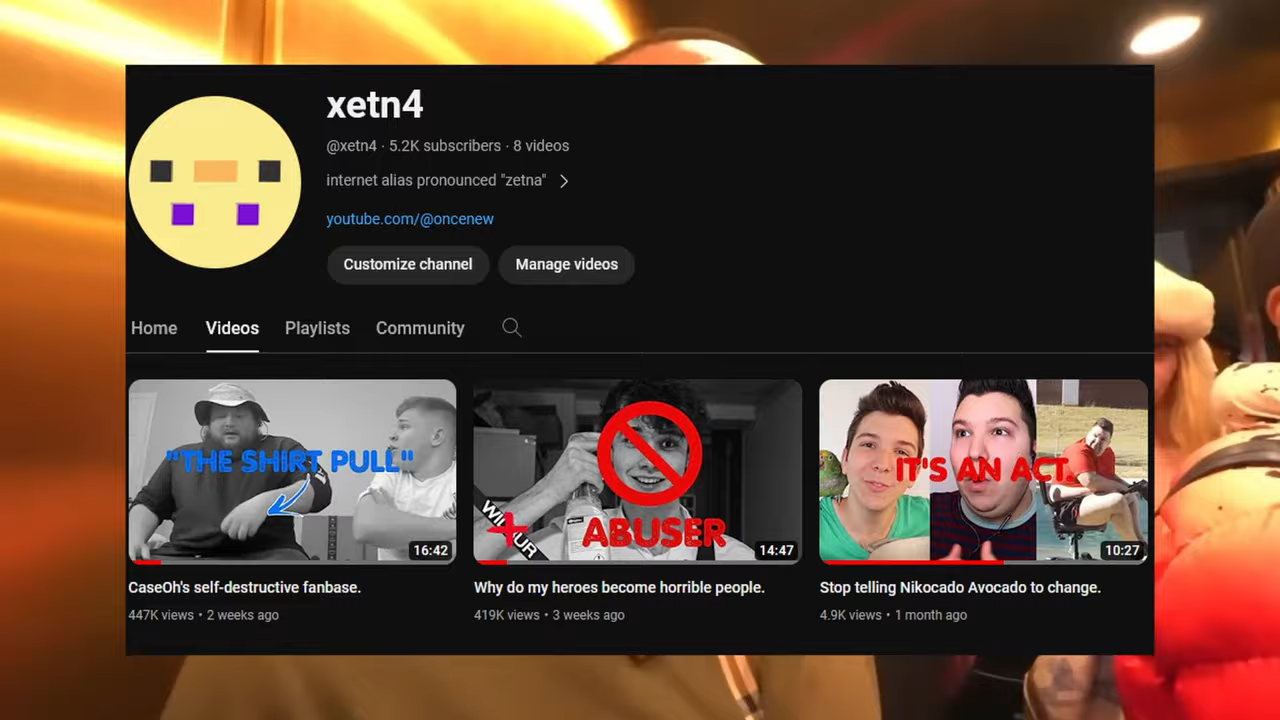 xetn4
@xetn4 · 5.2K subscribers · 8 videos
internet alias pronounced "zetna"
youtube.com/@oncenew
Customize channel Manage videos
Home Videos Playlists Community
"THE SHIRT PULL"
16:42
ABUSER
14:47
IT'S AN ACT.
10:27
CaseOh's self-destructive fanbase.
447K views • 2 weeks ago
Why do my heroes become horrible people.
419K views • 3 weeks ago
Stop telling Nikocado Avocado to change.
4.9K views • 1 month ago